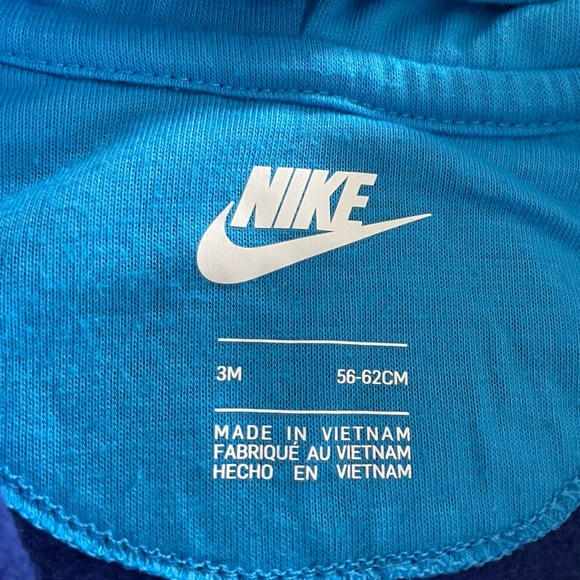 NIKE
3M 56-62CM
MADE IN VIETNAM
FABRIQUÉ AU VIETNAM
HECHO EN VIETNAM